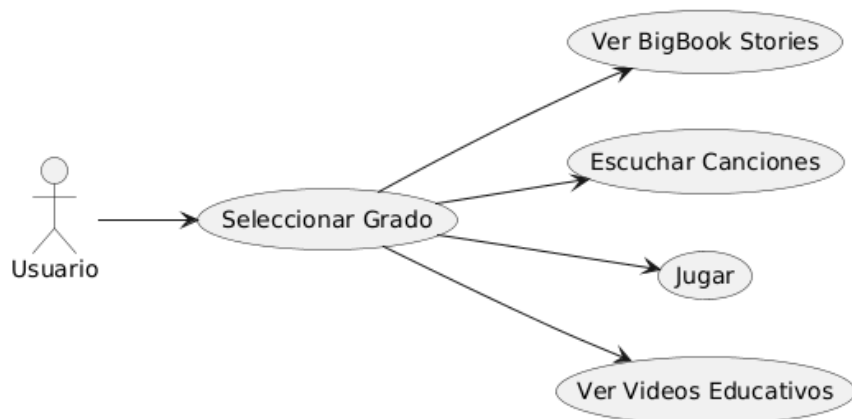 Ver BigBook Stories
Escuchar Canciones
Seleccionar Grado
Usuario
Jugar
Ver Videos Educativos